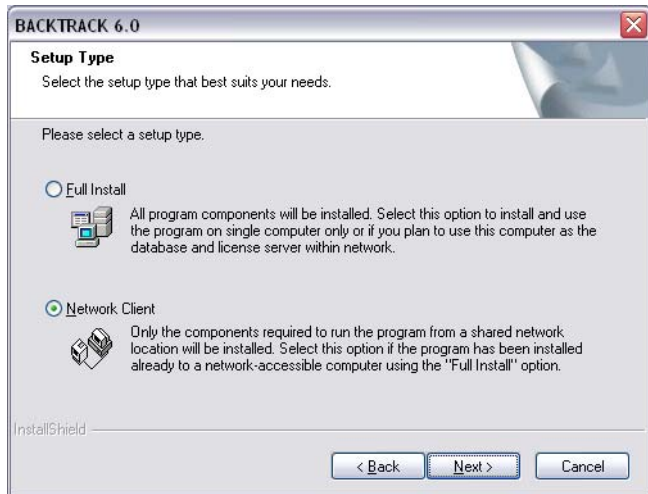 BACKTRACK 6.0
Setup Type
Select the setup type that best suits your needs.
Please select a setup type.
Full Install
All program components will be installed. Select this option to install and use
the program on single computer only or if you plan to use this computer as the
database and license server within network.
Network Client
Only the components required to run the program from a shared network
location will be installed. Select this option if the program has been installed
already to a network-accessible computer using the "Full Install" option.
InstallShield
< Back Next > Cancel